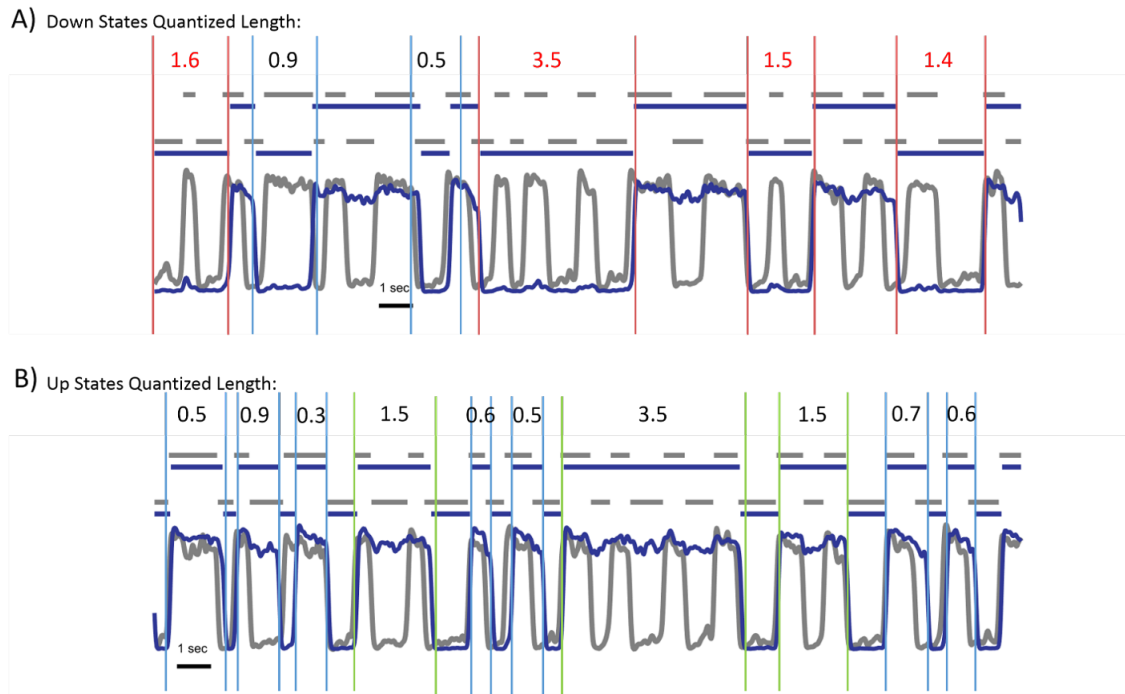 A) Down States Quantized Length:
1.6 0.9 0.5 3.5 1.5 1.4
1 sec
B) Up States Quantized Length:
0.5 0.9 0.3 1.5 0.6 0.5 3.5 1.5 0.7 0.6
1 sec